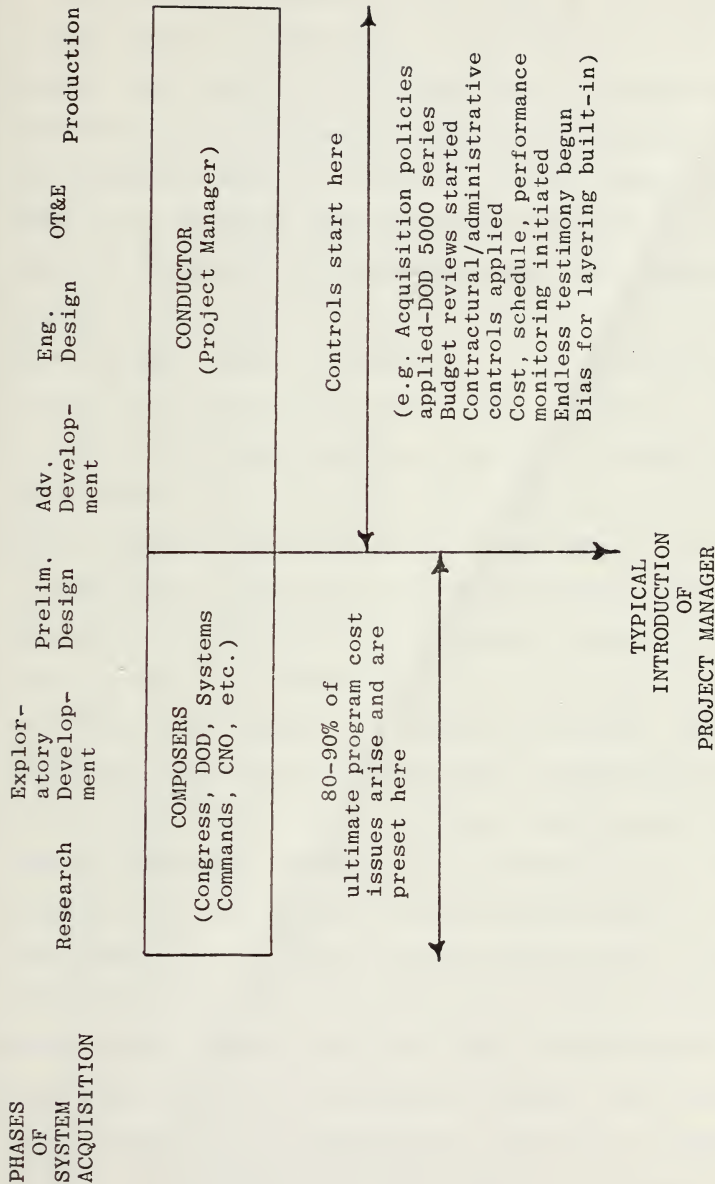 PHASES
OF
SYSTEM
ACQUISITION
Research
Explor-
atory
Develop-
ment
Prelim.
Design
Adv.
Develop-
ment
Eng.
Design
OT&E
Production
COMPOSERS
(Congress, DOD, Systems
Commands, CNO, etc.)
CONDUCTOR
(Project Manager)
80-90% of
ultimate program cost
issues arise and are
preset here
Controls start here
(e.g. Acquisition policies
applied-DOD 5000 series
Budget reviews started
Contractural/administrative
controls applied
Cost, schedule, performance
monitoring initiated
Endless testimony begun
Bias for layering built-in)
TYPICAL
INTRODUCTION
OF
PROJECT MANAGER